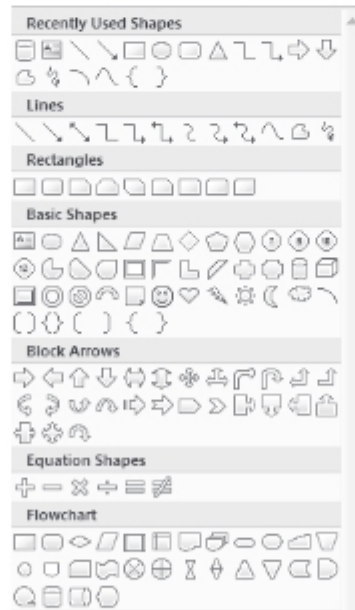 Recently Used Shapes
Lines
Rectangles
Basic Shapes
Block Arrows
Equation Shapes
Flowchart